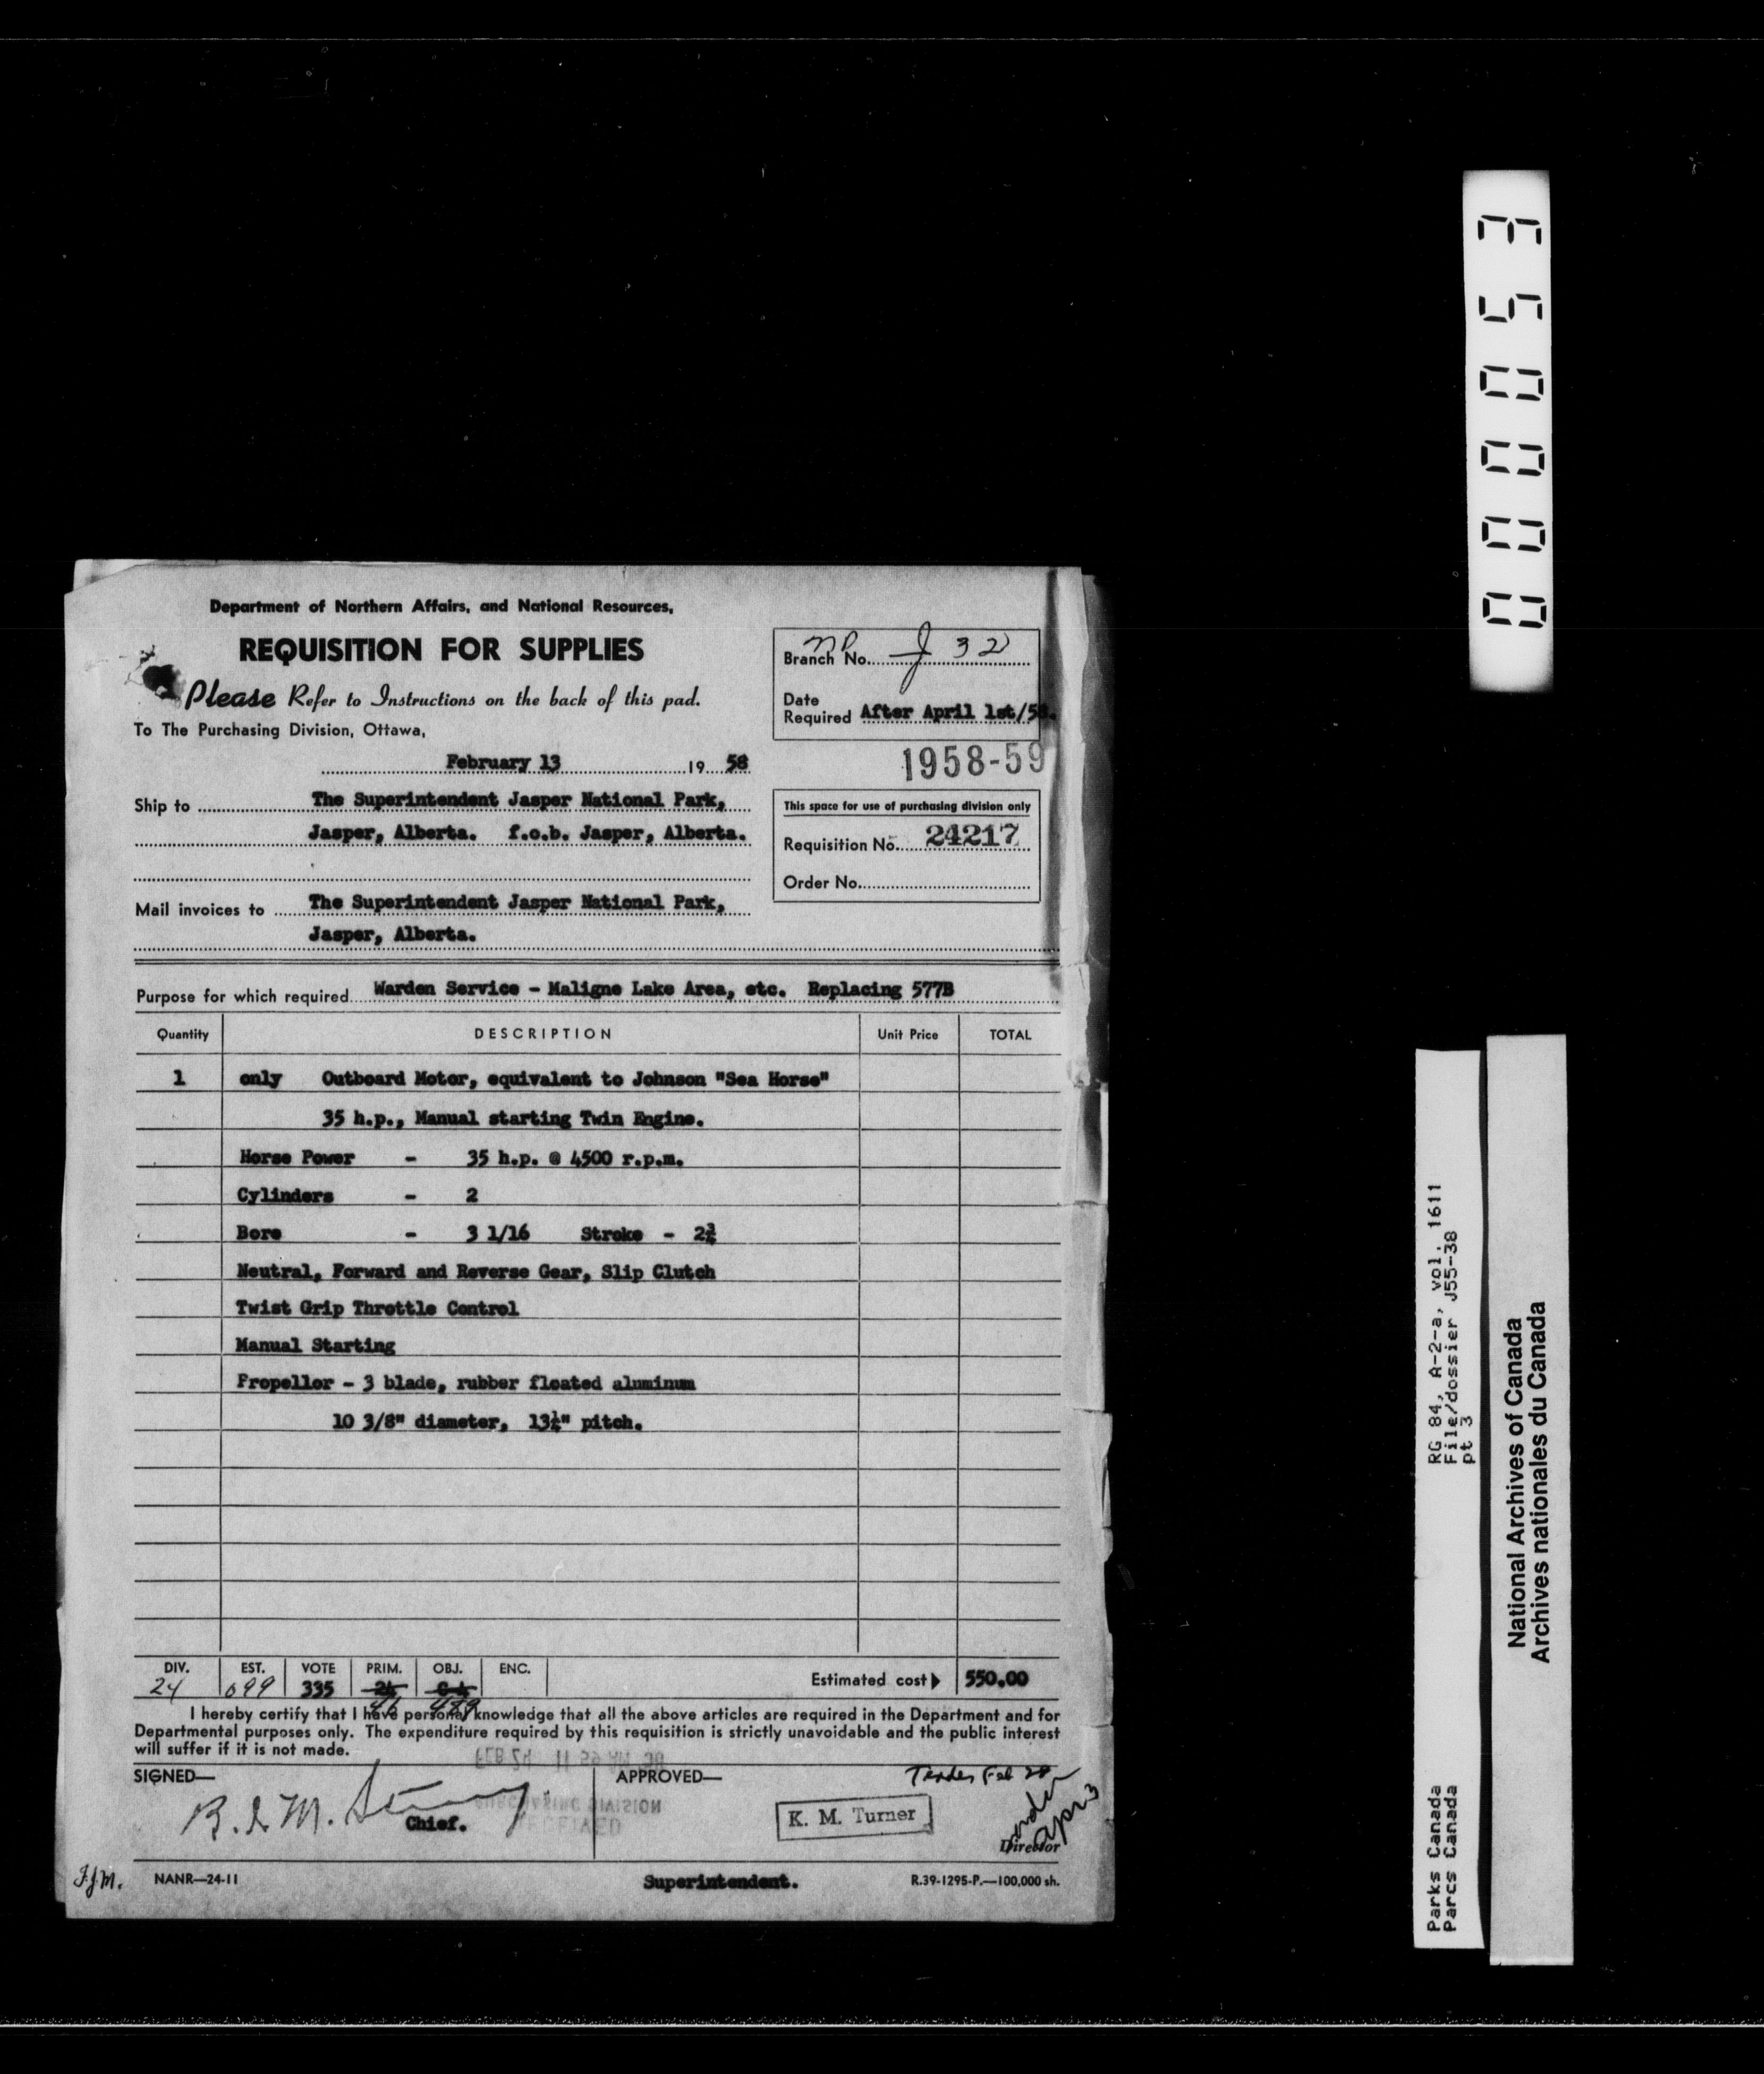 Department of Northern Affairs, and National Resources,
REQUISITION FOR SUPPLIES
Please Refer to Instructions on the back of this pad.
To The Purchasing Division, Ottawa,
February 13 19 58
Ship to The Superintendent Jasper National Park,
Jasper, Alberta. f.o.b. Jasper, Alberta.
Mail invoices to The Superintendent Jasper National Park,
Jasper, Alberta.
NP
Branch No. J 32
Date
Required After April 1st/58.
1958-59
This space for use of purchasing division only
Requisition No. 24217
Order No.
Purpose for which required Warden Service - Maligne Lake Area, etc. Replacing 577B
Quantity DESCRIPTION Unit Price TOTAL
1 only Outboard Motor, equivalent to Johnson "Sea Horse"
35 h.p., Manual starting Twin Engine.
Horse Power - 35 h.p. @ 4500 r.p.m.
Cylinders - 2
Bore - 3 1/16 Stroke - 2¾
Neutral, Forward and Reverse Gear, Slip Clutch
Twist Grip Throttle Control
Manual Starting
Propellor - 3 blade, rubber floated aluminum
10 3/8" diameter, 13½" pitch.
DIV. EST. VOTE PRIM. OBJ. ENC. Estimated cost 550.00
24 099 335 24
46 489
I hereby certify that I have personal knowledge that all the above articles are required in the Department and for
Departmental purposes only. The expenditure required by this requisition is strictly unavoidable and the public interest
will suffer if it is not made.
SIGNED— APPROVED— Tender Feb 28
Chief. K. M. Turner
Apr 3
Director
F.J.M. NANR—24-11 Superintendent. R.39-1295-P.—100,000 sh.
000053
RG 84, A-2-a, vol. 1611
File/dossier J55-38
pt 3
Parks Canada
Parcs Canada
National Archives of Canada
Archives nationales du Canada